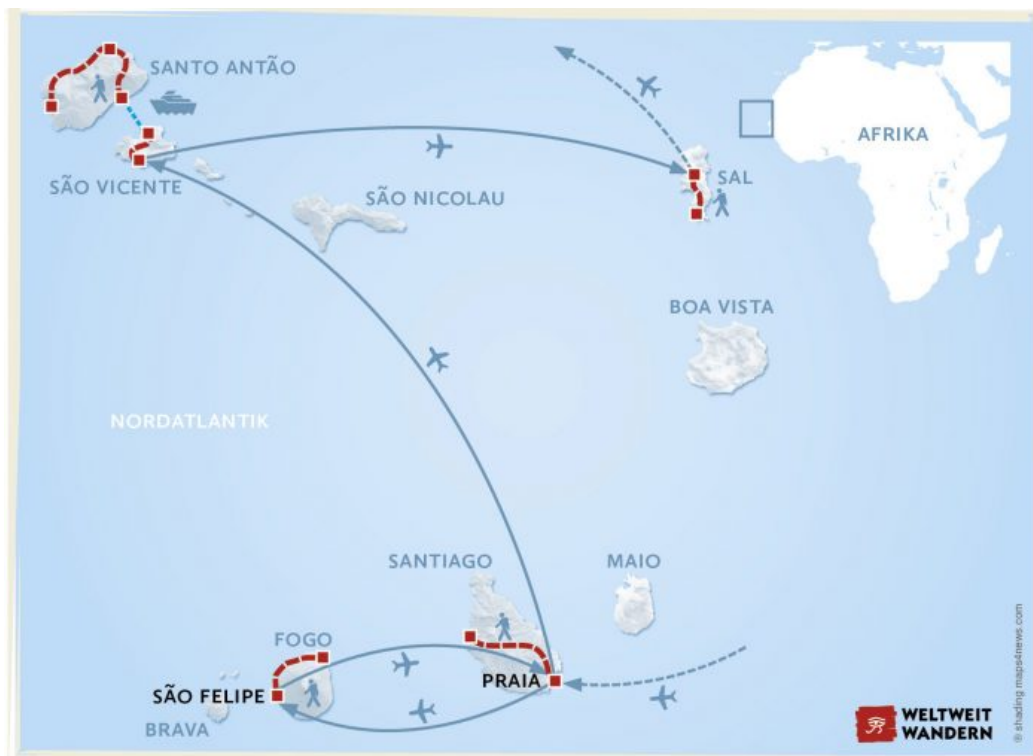 SANTO ANTÃO
AFRIKA
SAL
SÃO VICENTE
SÃO NICOLAU
BOA VISTA
NORDATLANTIK
SANTIAGO
MAIO
FOGO
PRAIA
SÃO FELIPE
BRAVA
WELTWEIT
WANDERN
© shading maps4news.com